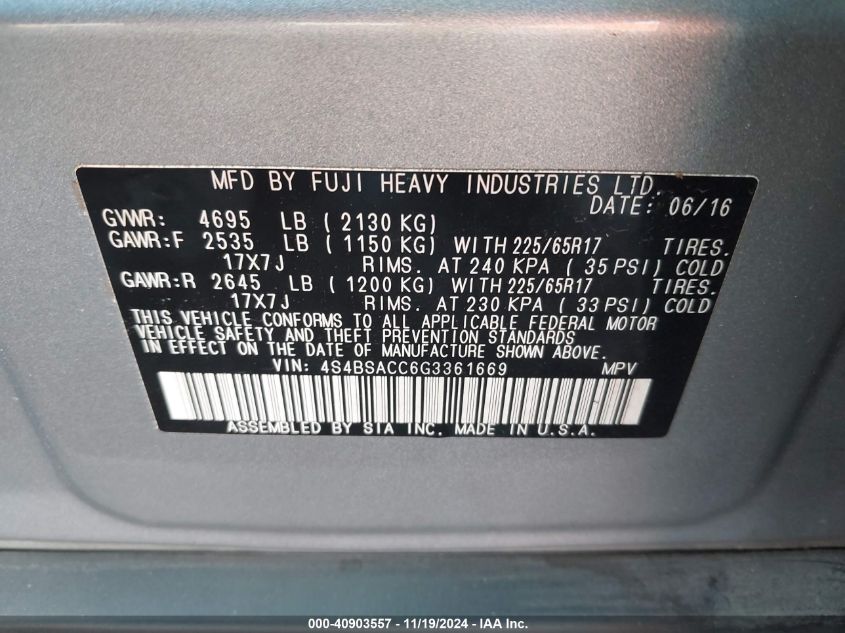 MFD BY FUJI HEAVY INDUSTRIES LTD.
DATE: 06/16
GVWR: 4695 LB ( 2130 KG)
GAWR:F 2535 LB ( 1150 KG) WITH 225/65R17 TIRES.
17X7J RIMS. AT 240 KPA ( 35 PSI) COLD
GAWR:R 2645 LB ( 1200 KG) WITH 225/65R17 TIRES.
17X7J RIMS. AT 230 KPA ( 33 PSI) COLD
THIS VEHICLE CONFORMS TO ALL APPLICABLE FEDERAL MOTOR
VEHICLE SAFETY AND THEFT PREVENTION STANDARDS
IN EFFECT ON THE DATE OF MANUFACTURE SHOWN ABOVE.
VIN: 4S4BSACC6G3361669 MPV
ASSEMBLED BY SIA INC. MADE IN U.S.A.
000-40903557 - 11/19/2024 - IAA Inc.